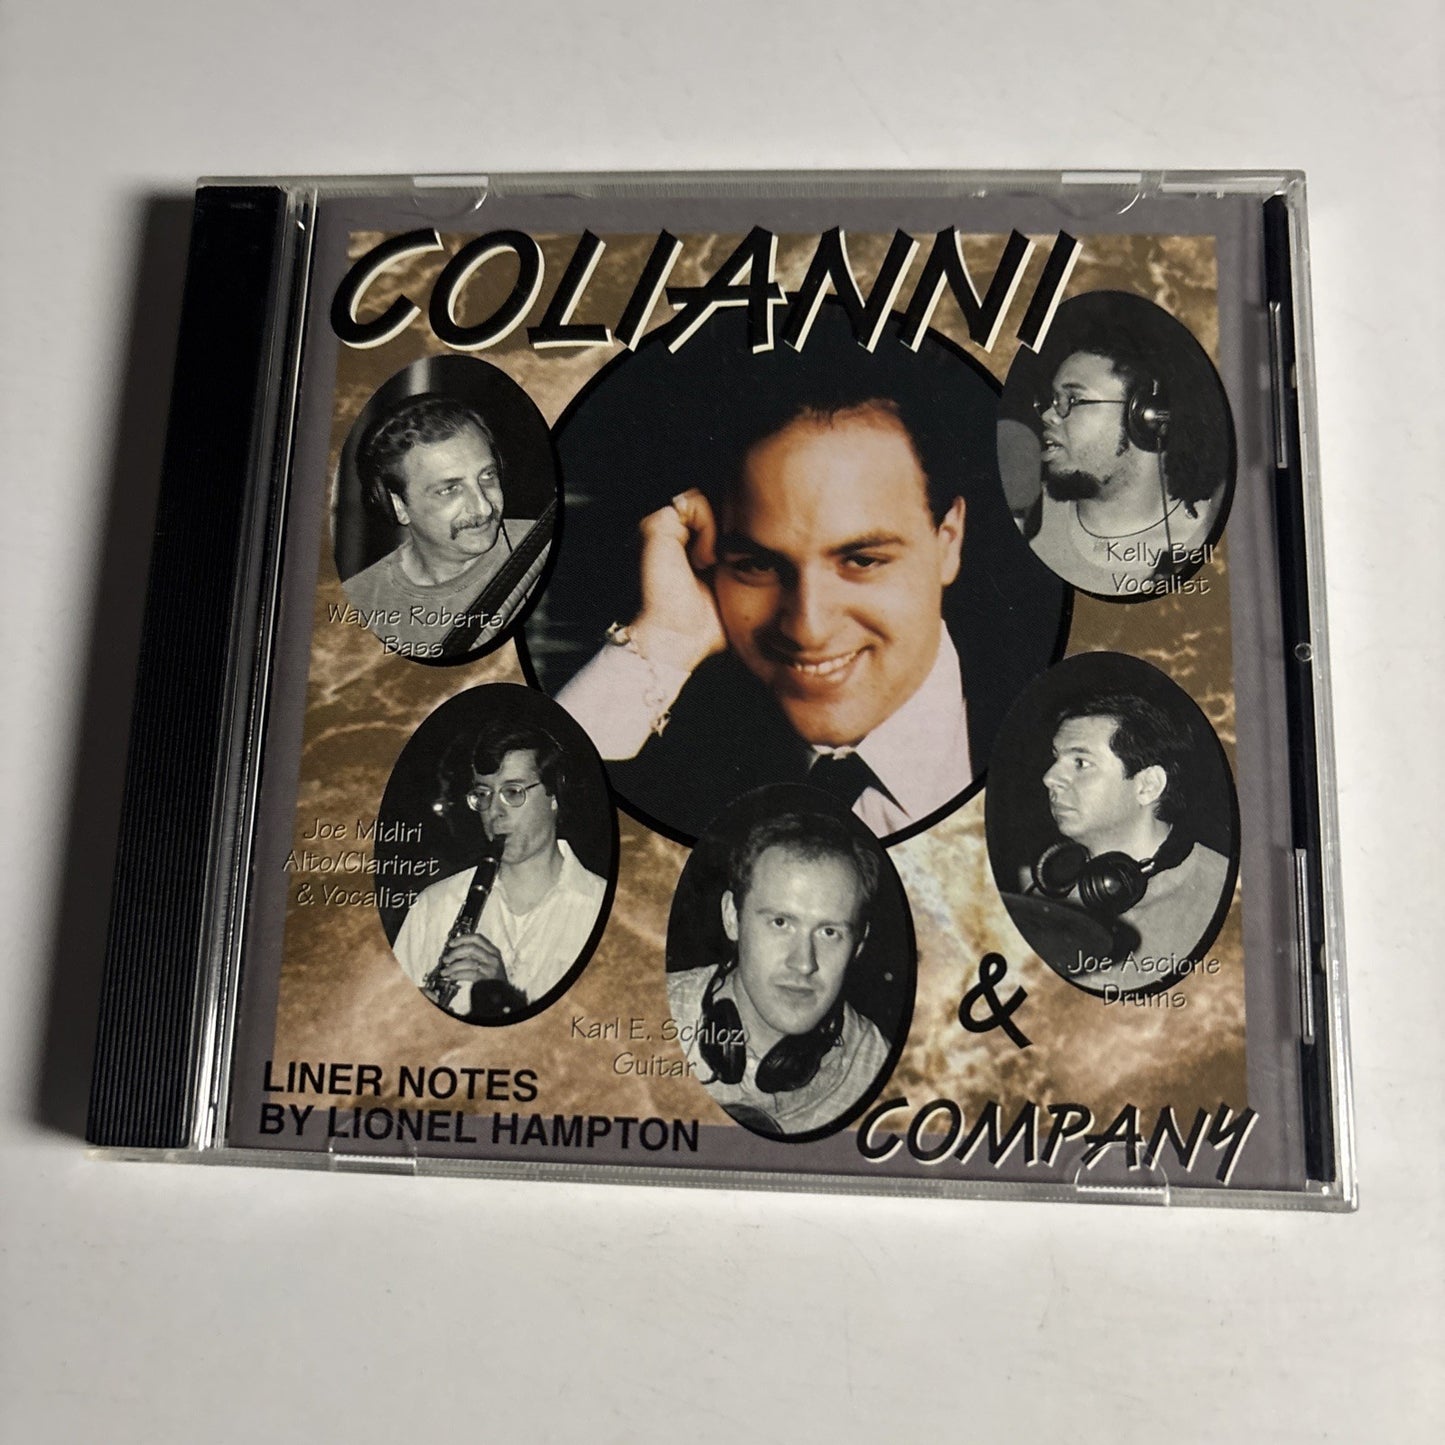 COLIANNI
Kelly Bell
Vocalist
Wayne Roberts
Bass
Joe Midiri
Alto/Clarinet
& Vocalist
Joe Ascione
Drums
Karl E. Schloz
Guitar
LINER NOTES
BY LIONEL HAMPTON
&
COMPANY